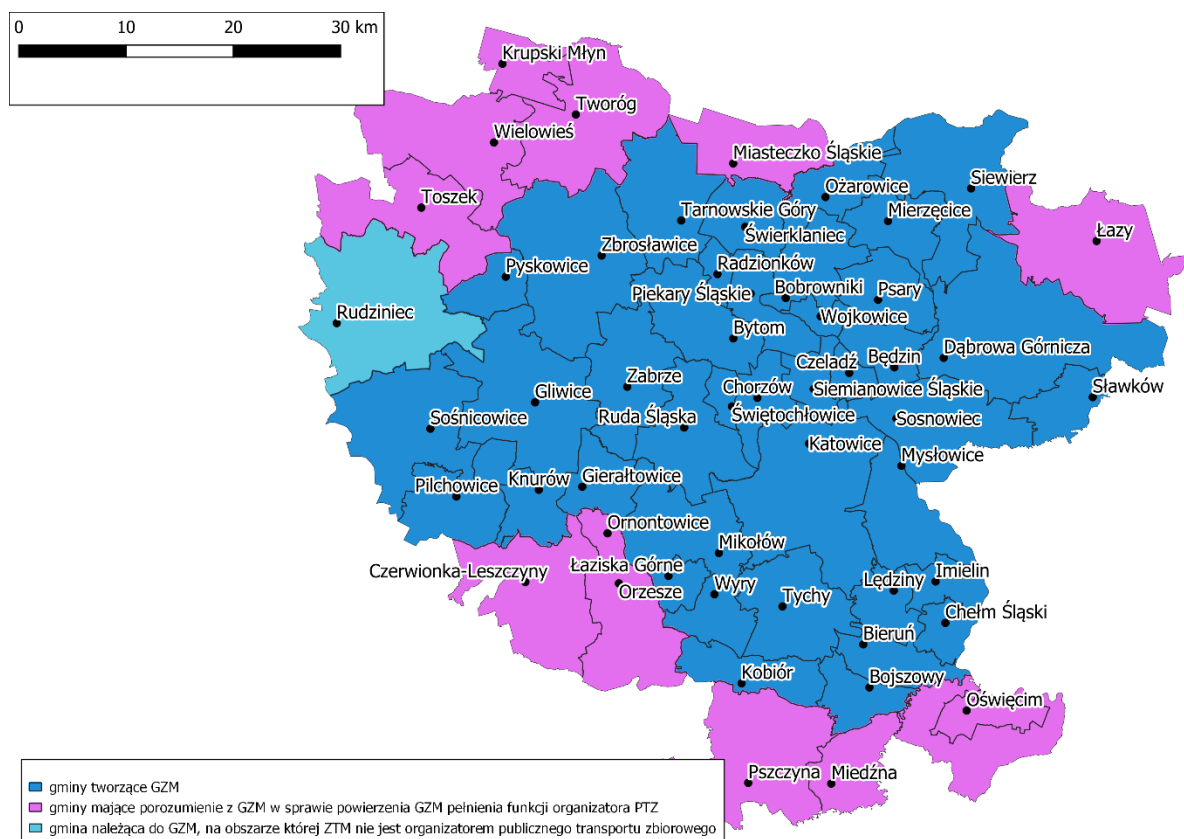 0 10 20 30 km
Krupski Młyn
Tworóg
Wielowieś
Miasteczko Śląskie
Siewierz
Ożarowice
Toszek
Tarnowskie Góry
Mierzęcice
Świerklaniec
Łazy
Zbrosławice
Radzionków
Pyskowice
Piekary Śląskie
Bobrowniki
Psary
Rudziniec
Wojkowice
Bytom
Dąbrowa Górnicza
Czeladź
Będzin
Zabrze
Chorzów
Siemianowice Śląskie
Sławków
Gliwice
Sośnicowice
Ruda Śląska
Świętochłowice
Sosnowiec
Katowice
Mysłowice
Pilchowice
Knurów
Gierałtowice
Ornontowice
Mikołów
Czerwionka-Leszczyny
Łaziska Górne
Orzesze
Wyry
Tychy
Lędziny
Imielin
Chełm Śląski
Bieruń
Kobiór
Bojszowy
Oświęcim
Pszczyna
Miedźna
gminy tworzące GZM
gminy mające porozumienie z GZM w sprawie powierzenia GZM pełnienia funkcji organizatora PTZ
gmina należąca do GZM, na obszarze której ZTM nie jest organizatorem publicznego transportu zbiorowego